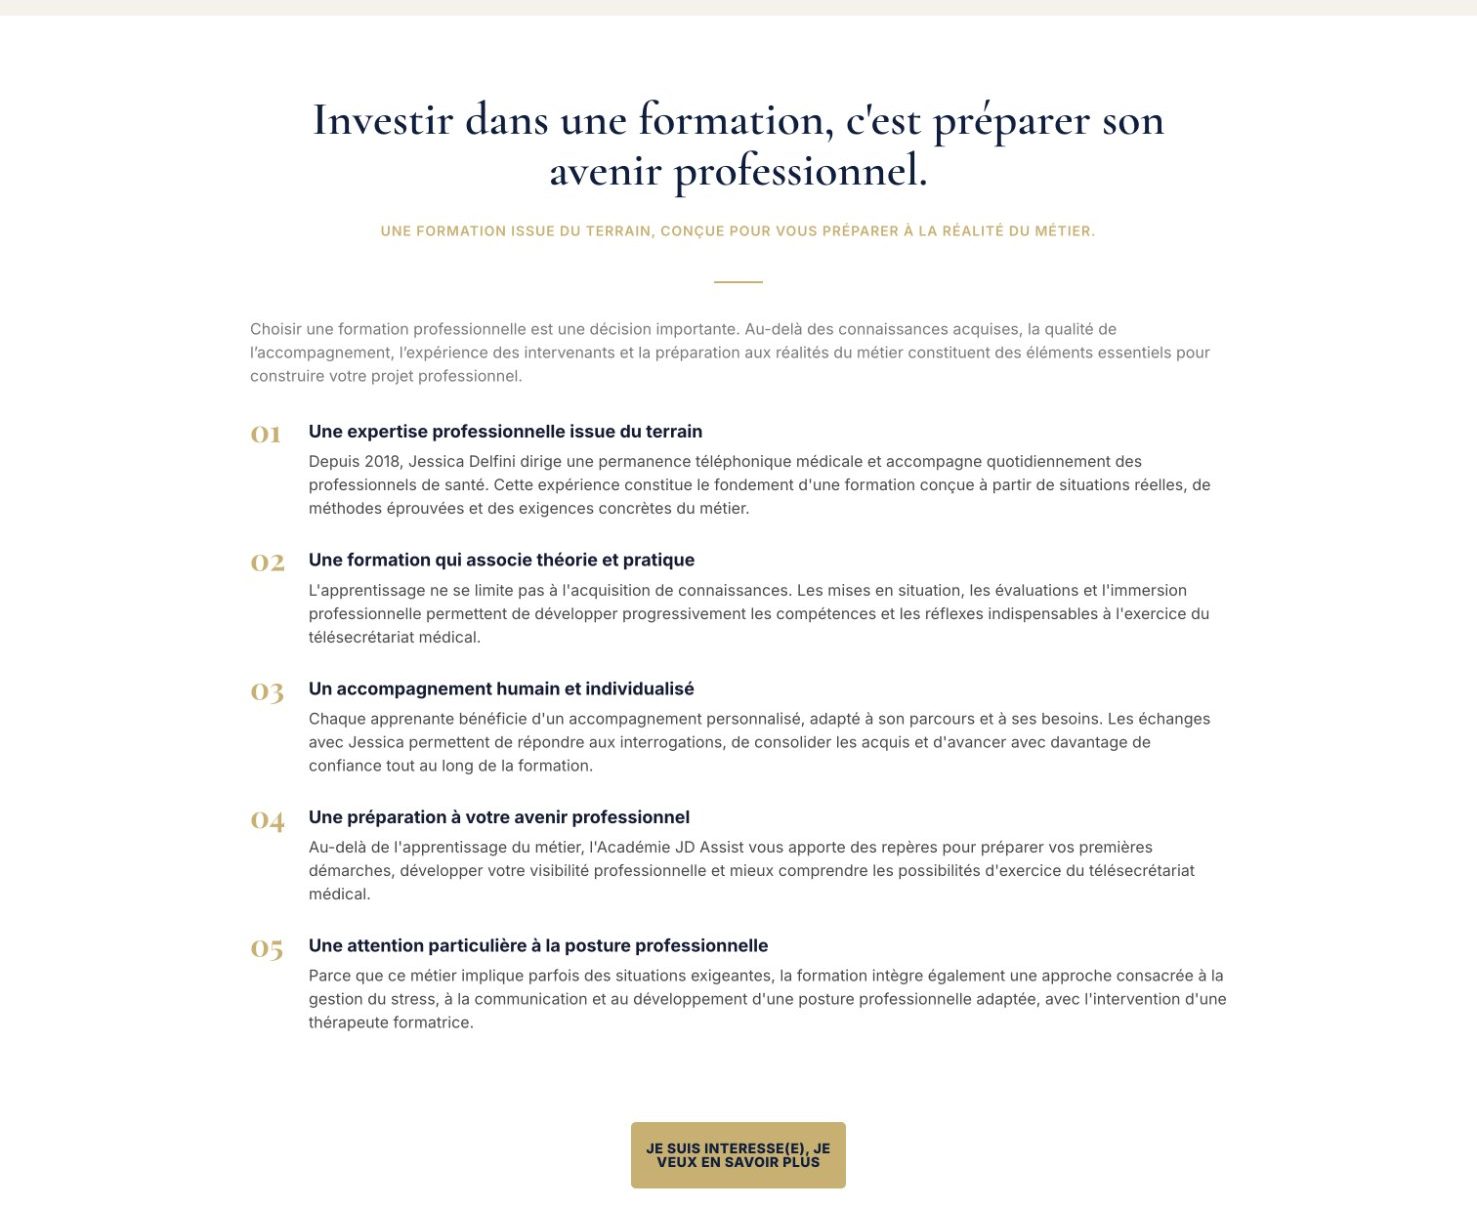 Investir dans une formation, c'est préparer son
avenir professionnel.
UNE FORMATION ISSUE DU TERRAIN, CONÇUE POUR VOUS PRÉPARER À LA RÉALITÉ DU MÉTIER.
Choisir une formation professionnelle est une décision importante. Au-delà des connaissances acquises, la qualité de
l’accompagnement, l’expérience des intervenants et la préparation aux réalités du métier constituent des éléments essentiels pour
construire votre projet professionnel.
01 Une expertise professionnelle issue du terrain
Depuis 2018, Jessica Delfini dirige une permanence téléphonique médicale et accompagne quotidiennement des
professionnels de santé. Cette expérience constitue le fondement d'une formation conçue à partir de situations réelles, de
méthodes éprouvées et des exigences concrètes du métier.
02 Une formation qui associe théorie et pratique
L'apprentissage ne se limite pas à l'acquisition de connaissances. Les mises en situation, les évaluations et l'immersion
professionnelle permettent de développer progressivement les compétences et les réflexes indispensables à l'exercice du
télésecrétariat médical.
03 Un accompagnement humain et individualisé
Chaque apprenante bénéficie d'un accompagnement personnalisé, adapté à son parcours et à ses besoins. Les échanges
avec Jessica permettent de répondre aux interrogations, de consolider les acquis et d'avancer avec davantage de
confiance tout au long de la formation.
04 Une préparation à votre avenir professionnel
Au-delà de l'apprentissage du métier, l'Académie JD Assist vous apporte des repères pour préparer vos premières
démarches, développer votre visibilité professionnelle et mieux comprendre les possibilités d'exercice du télésecrétariat
médical.
05 Une attention particulière à la posture professionnelle
Parce que ce métier implique parfois des situations exigeantes, la formation intègre également une approche consacrée à la
gestion du stress, à la communication et au développement d'une posture professionnelle adaptée, avec l'intervention d'une
thérapeute formatrice.
JE SUIS INTERESSE(E), JE
VEUX EN SAVOIR PLUS